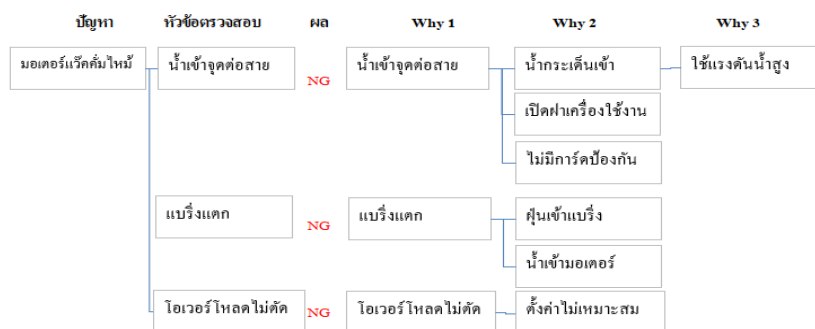 ปัญหา หัวข้อตรวจสอบ ผล Why 1 Why 2 Why 3
มอเตอร์แว๊คคั่มไหม้ น้ำเข้าจุดต่อสาย NG น้ำเข้าจุดต่อสาย น้ำกระเด็นเข้า ใช้แรงดันน้ำสูง
เปิดฝาเครื่องใช้งาน
ไม่มีการ์ดป้องกัน
แบริ่งแตก NG แบริ่งแตก ฝุ่นเข้าแบริ่ง
น้ำเข้ามอเตอร์
โอเวอร์โหลดไม่ตัด NG โอเวอร์โหลดไม่ตัด ตั้งค่าไม่เหมาะสม